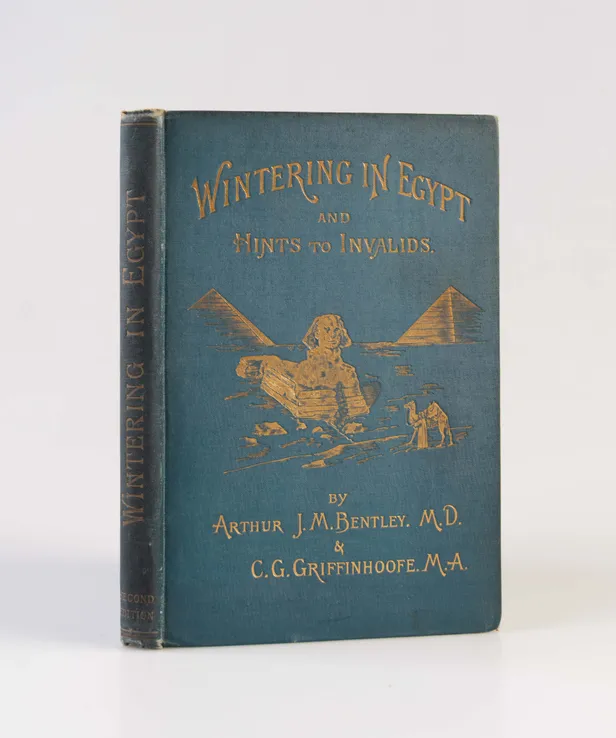 WINTERING IN EGYPT
AND
HINTS TO INVALIDS.
BY
ARTHUR J. M. BENTLEY. M.D.
&
C. G. GRIFFINHOOFE. M.A.
WINTERING IN EGYPT
SECOND
EDITION